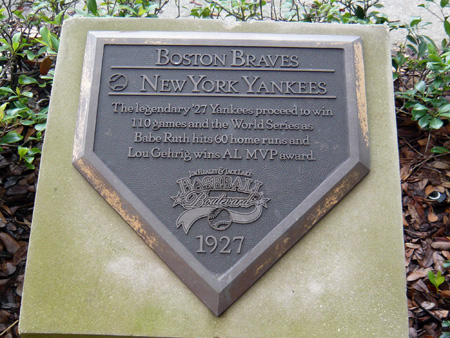 BOSTON BRAVES
NEW YORK YANKEES
The legendary '27 Yankees proceed to win
110 games and the World Series as
Babe Ruth hits 60 home runs and
Lou Gehrig wins AL MVP award.
BASEBALL
Boulevard
1927